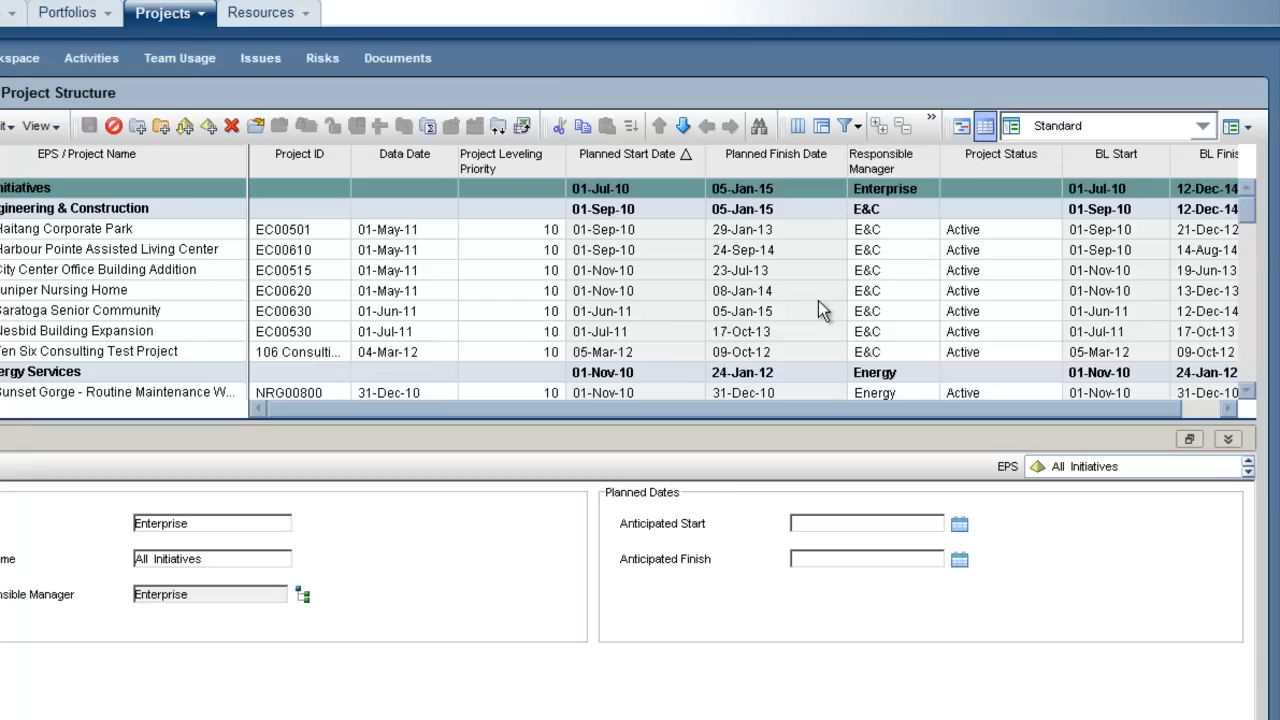 Portfolios Projects Resources
kspace Activities Team Usage Issues Risks Documents
Project Structure
it View Standard
EPS / Project Name Project ID Data Date Project Leveling Priority Planned Start Date Planned Finish Date Responsible Manager Project Status BL Start BL Finis
nitiatives 01-Jul-10 05-Jan-15 Enterprise 01-Jul-10 12-Dec-14
gineering & Construction 01-Sep-10 05-Jan-15 E&C 01-Sep-10 12-Dec-14
Haitang Corporate Park EC00501 01-May-11 10 01-Sep-10 29-Jan-13 E&C Active 01-Sep-10 21-Dec-12
Harbour Pointe Assisted Living Center EC00610 01-May-11 10 01-Sep-10 24-Sep-14 E&C Active 01-Sep-10 14-Aug-14
City Center Office Building Addition EC00515 01-May-11 10 01-Nov-10 23-Jul-13 E&C Active 01-Nov-10 19-Jun-13
uniper Nursing Home EC00620 01-May-11 10 01-Nov-10 08-Jan-14 E&C Active 01-Nov-10 13-Dec-13
Saratoga Senior Community EC00630 01-Jun-11 10 01-Jun-11 05-Jan-15 E&C Active 01-Jun-11 12-Dec-14
Nesbid Building Expansion EC00530 01-Jul-11 10 01-Jul-11 17-Oct-13 E&C Active 01-Jul-11 17-Oct-13
Ten Six Consulting Test Project 106 Consulti... 04-Mar-12 10 05-Mar-12 09-Oct-12 E&C Active 05-Mar-12 09-Oct-12
ergy Services 01-Nov-10 24-Jan-12 Energy 01-Nov-10 24-Jan-12
Sunset Gorge - Routine Maintenance W... NRG00800 31-Dec-10 10 01-Nov-10 31-Dec-10 Energy Active 01-Nov-10 31-Dec-10
EPS All Initiatives
Planned Dates
Enterprise Anticipated Start
me All Initiatives Anticipated Finish
nsible Manager Enterprise